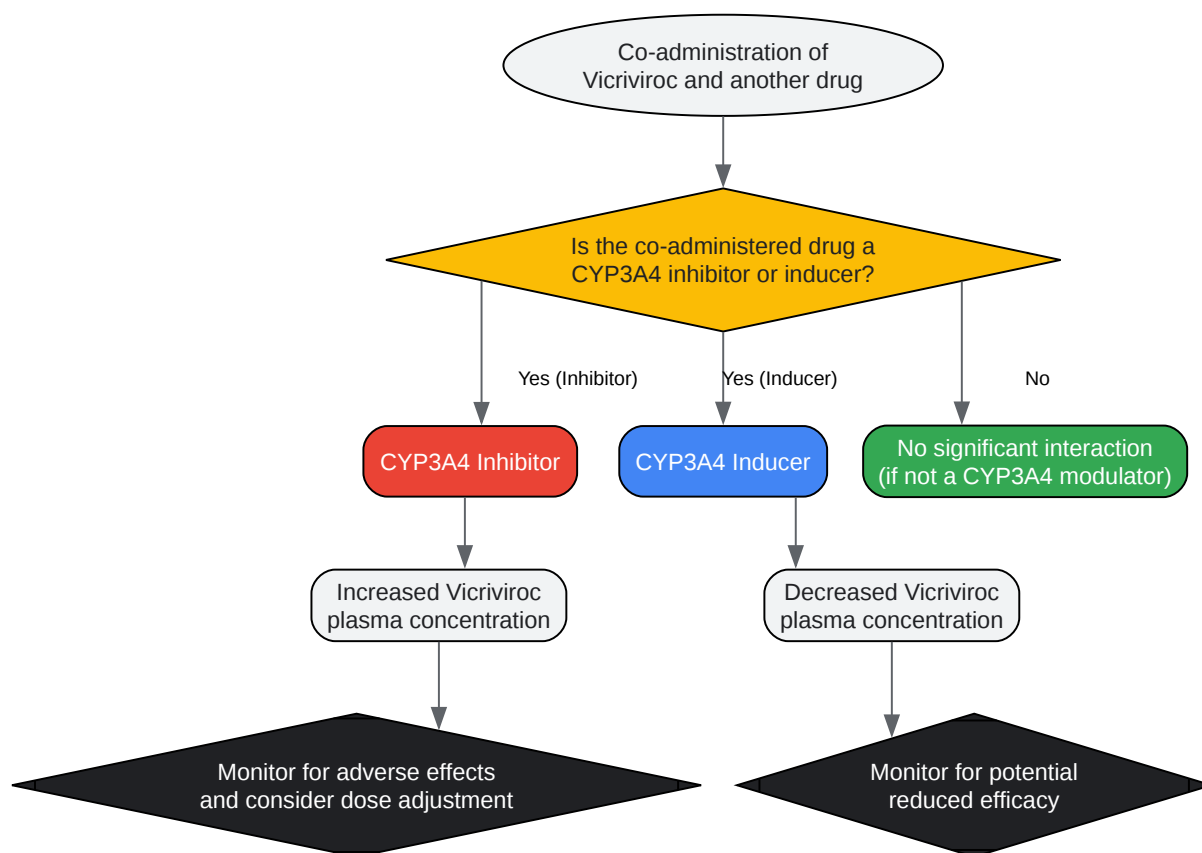 Co-administration of
Vicriviroc and another drug
Is the co-administered drug a
CYP3A4 inhibitor or inducer?
Yes (Inhibitor)
Yes (Inducer)
No
CYP3A4 Inhibitor
CYP3A4 Inducer
No significant interaction
(if not a CYP3A4 modulator)
Increased Vicriviroc
plasma concentration
Decreased Vicriviroc
plasma concentration
Monitor for adverse effects
and consider dose adjustment
Monitor for potential
reduced efficacy